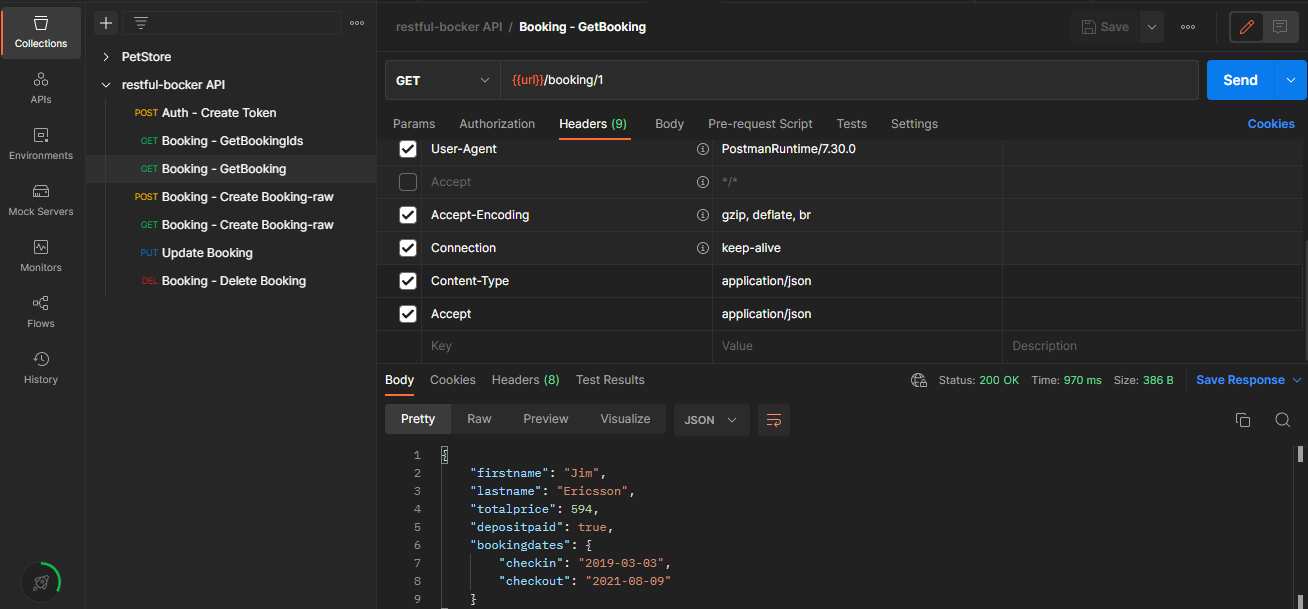 Collections
APIs
Environments
Mock Servers
Monitors
Flows
History
PetStore
restful-bocker API
POST Auth - Create Token
GET Booking - GetBookingIds
GET Booking - GetBooking
POST Booking - Create Booking-raw
GET Booking - Create Booking-raw
PUT Update Booking
DEL Booking - Delete Booking
restful-bocker API / Booking - GetBooking
Save
GET {{url}}/booking/1 Send
Params Authorization Headers (9) Body Pre-request Script Tests Settings Cookies
User-Agent PostmanRuntime/7.30.0
Accept */*
Accept-Encoding gzip, deflate, br
Connection keep-alive
Content-Type application/json
Accept application/json
Key Value Description
Body Cookies Headers (8) Test Results Status: 200 OK Time: 970 ms Size: 386 B Save Response
Pretty Raw Preview Visualize JSON
1 {
2 "firstname": "Jim",
3 "lastname": "Ericsson",
4 "totalprice": 594,
5 "depositpaid": true,
6 "bookingdates": {
7 "checkin": "2019-03-03",
8 "checkout": "2021-08-09"
9 }